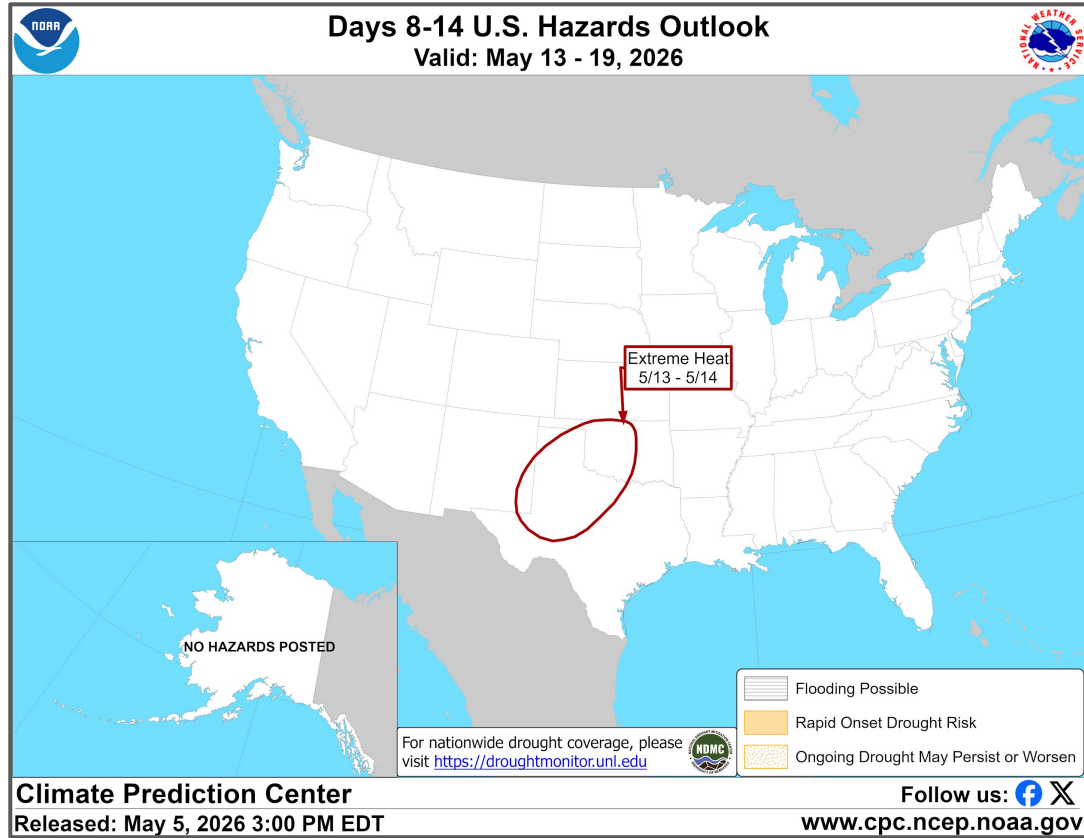 NOAA
Days 8-14 U.S. Hazards Outlook
Valid: May 13 - 19, 2026
NATIONAL WEATHER SERVICE
Extreme Heat
5/13 - 5/14
NO HAZARDS POSTED
For nationwide drought coverage, please
visit https://droughtmonitor.unl.edu
NDMC
Flooding Possible
Rapid Onset Drought Risk
Ongoing Drought May Persist or Worsen
Climate Prediction Center
Released: May 5, 2026 3:00 PM EDT
Follow us:
www.cpc.ncep.noaa.gov